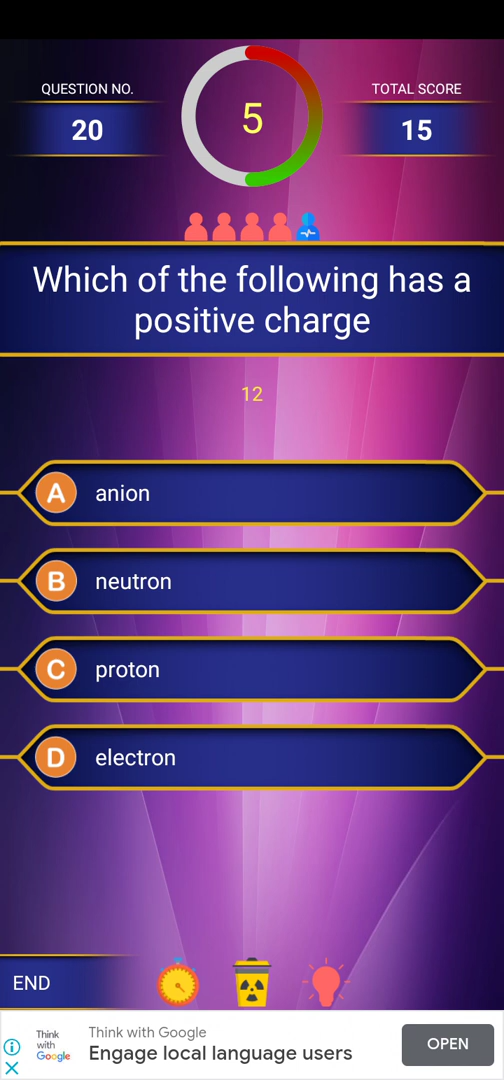 QUESTION NO.
20
5
TOTAL SCORE
15
Which of the following has a
positive charge
12
A anion
B neutron
C proton
D electron
END
Think
with
Google
Think with Google
Engage local language users
OPEN